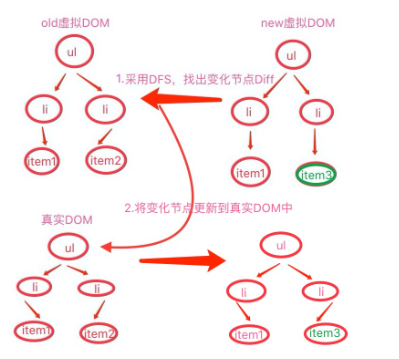 old虚拟DOM
new虚拟DOM
ul
ul
1.采用DFS，找出变化节点Diff
li
li
li
li
item1
item2
item1
item3
2.将变化节点更新到真实DOM中
真实DOM
ul
ul
li
li
li
li
item1
item2
item1
item3